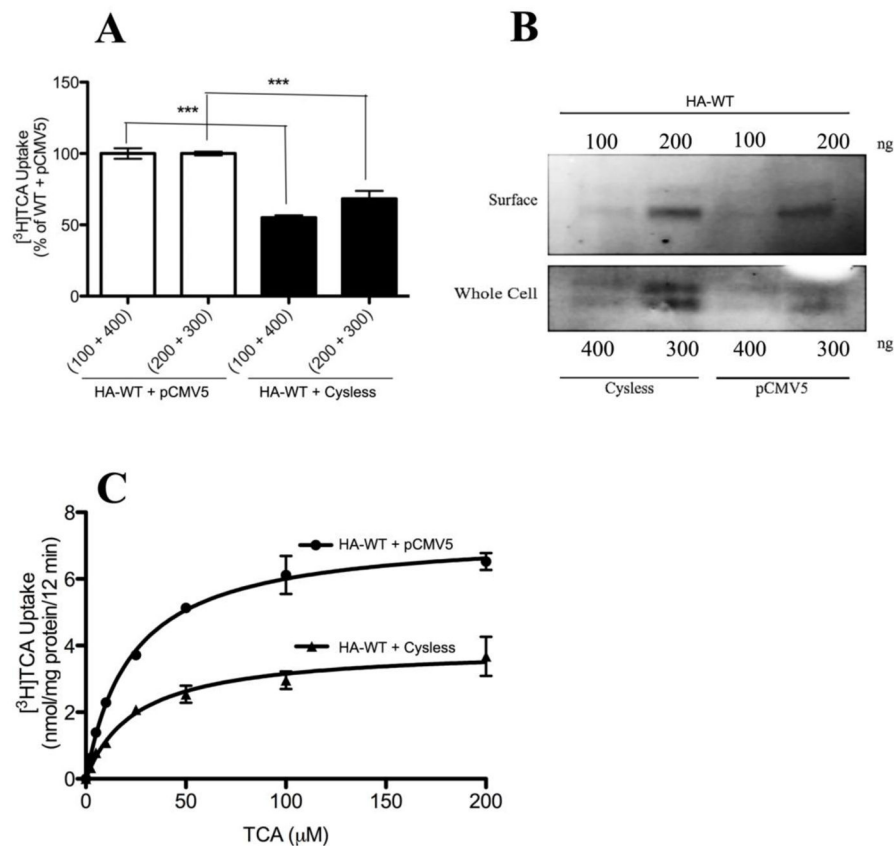 A
150
100
50
0
[³H]TCA Uptake
(% of WT + pCMV5)
***
***
(100 + 400)
(200 + 300)
(100 + 400)
(200 + 300)
HA-WT + pCMV5
HA-WT + Cysless
B
HA-WT
100 200 100 200 ng
Surface
Whole Cell
400 300 400 300 ng
Cysless pCMV5
C
8
6
4
2
0
[³H]TCA Uptake
(nmol/mg protein/12 min)
HA-WT + pCMV5
HA-WT + Cysless
0 50 100 150 200
TCA (μM)